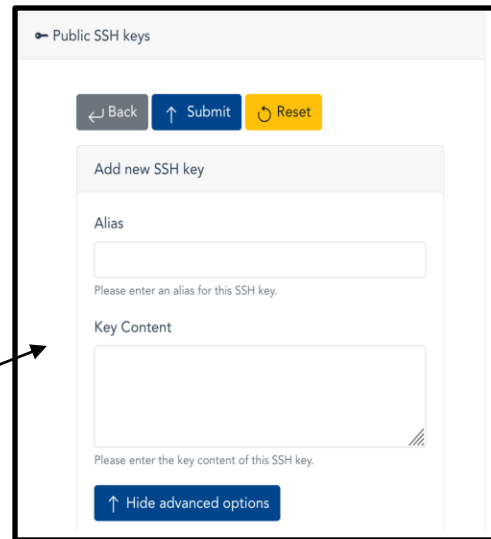 Public SSH keys
Back Submit Reset
Add new SSH key
Alias
Please enter an alias for this SSH key.
Key Content
Please enter the key content of this SSH key.
Hide advanced options